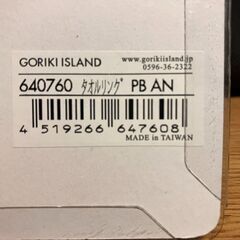 GORIKI ISLAND
www.gorikiisland.jp
0596-36-2322
640760 ﾀｵﾙﾘﾝｸﾞ PB AN
4 519266 647608
MADE in TAIWAN